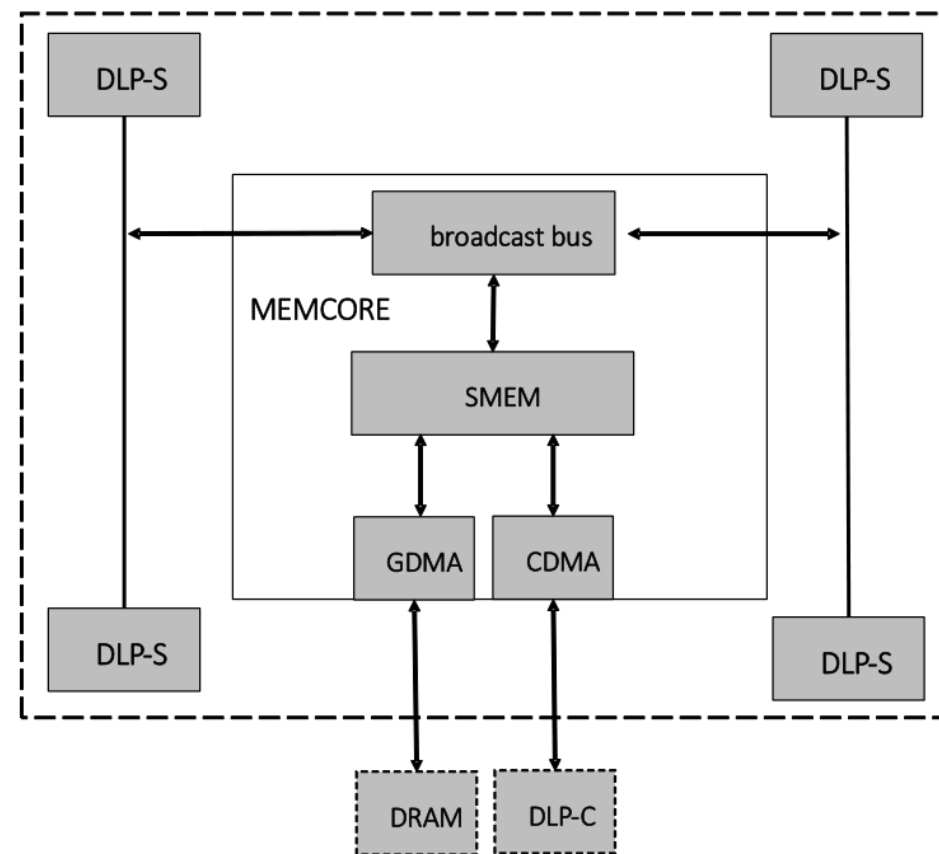 DLP-S
DLP-S
broadcast bus
MEMCORE
SMEM
GDMA
CDMA
DLP-S
DLP-S
DRAM
DLP-C